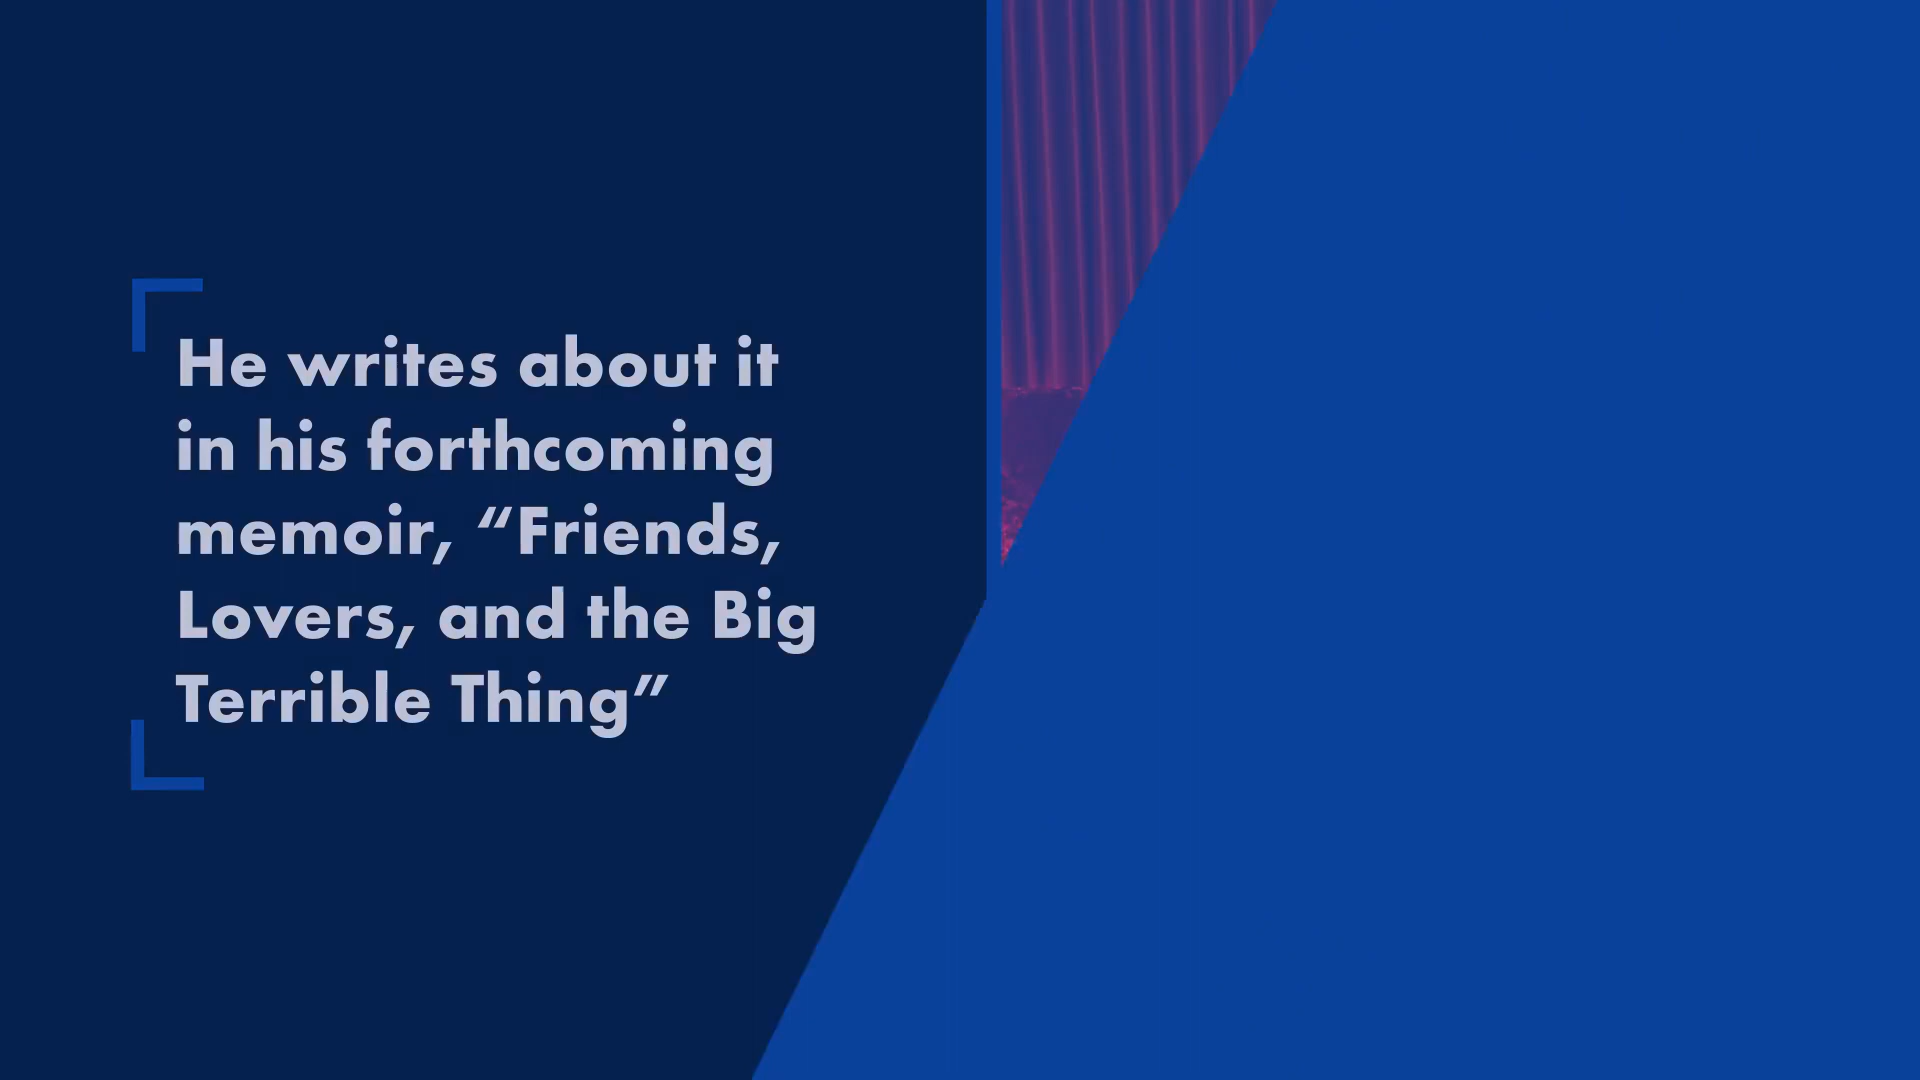 He writes about it
in his forthcoming
memoir, “Friends,
Lovers, and the Big
Terrible Thing”